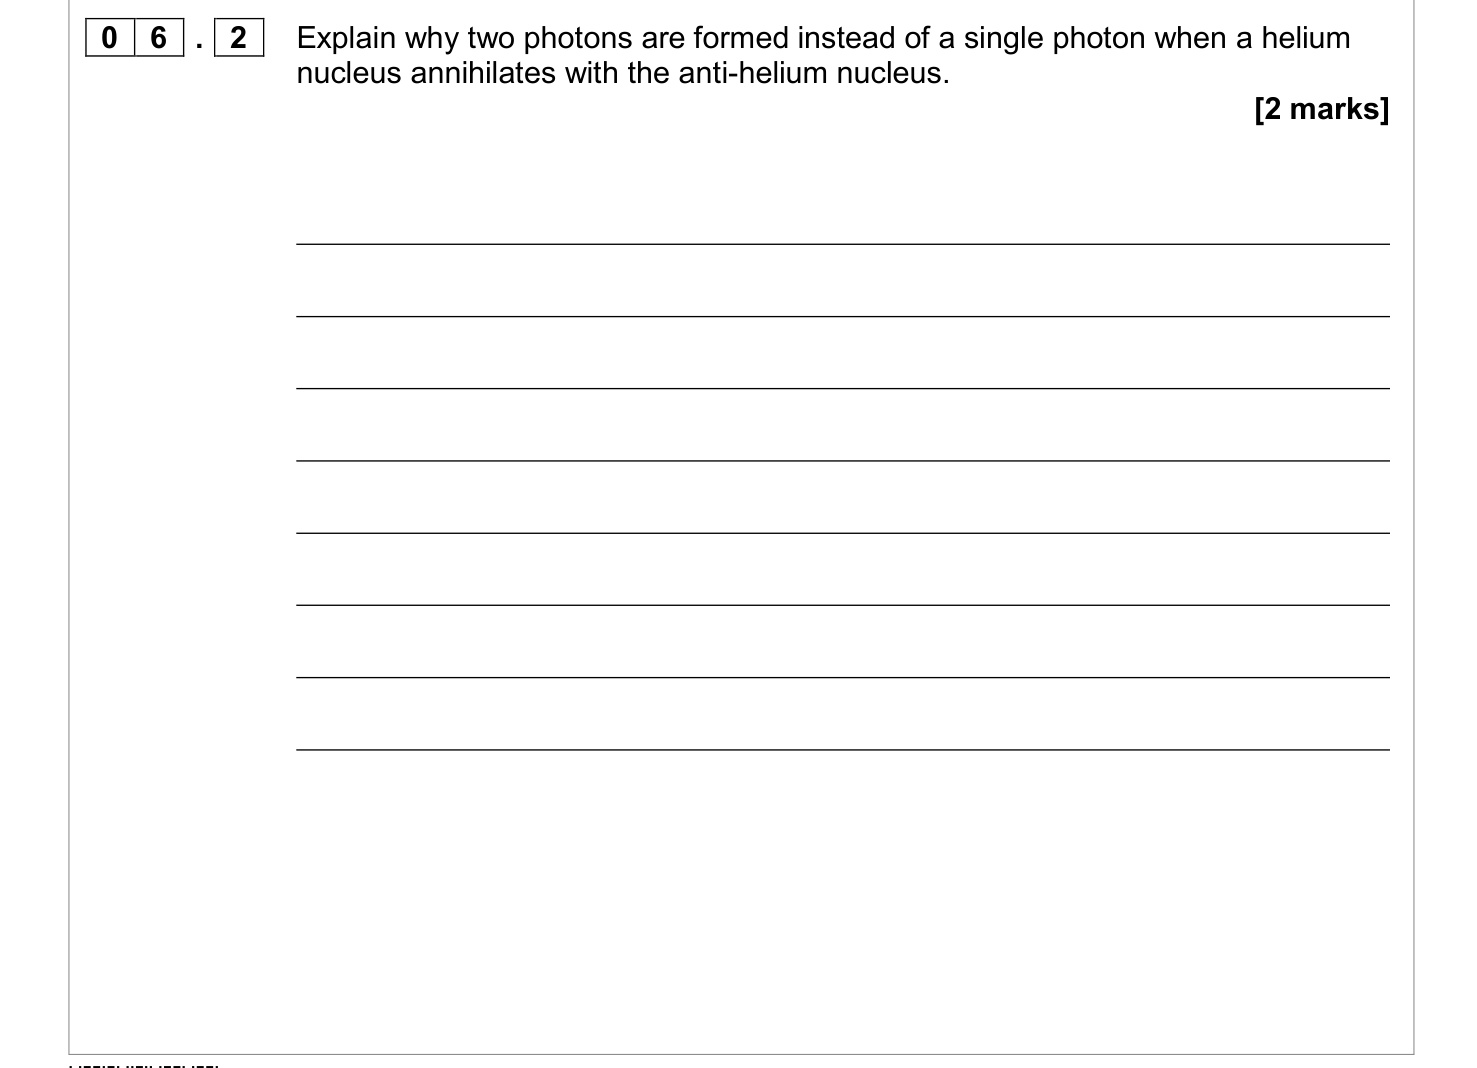 0 6 . 2 Explain why two photons are formed instead of a single photon when a helium
nucleus annihilates with the anti-helium nucleus.
[2 marks]